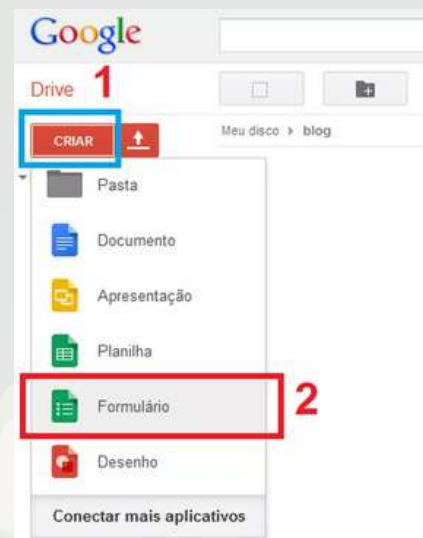 Google
Drive 1
CRIAR
Meu disco › blog
Pasta
Documento
Apresentação
Planilha
Formulário 2
Desenho
Conectar mais aplicativos